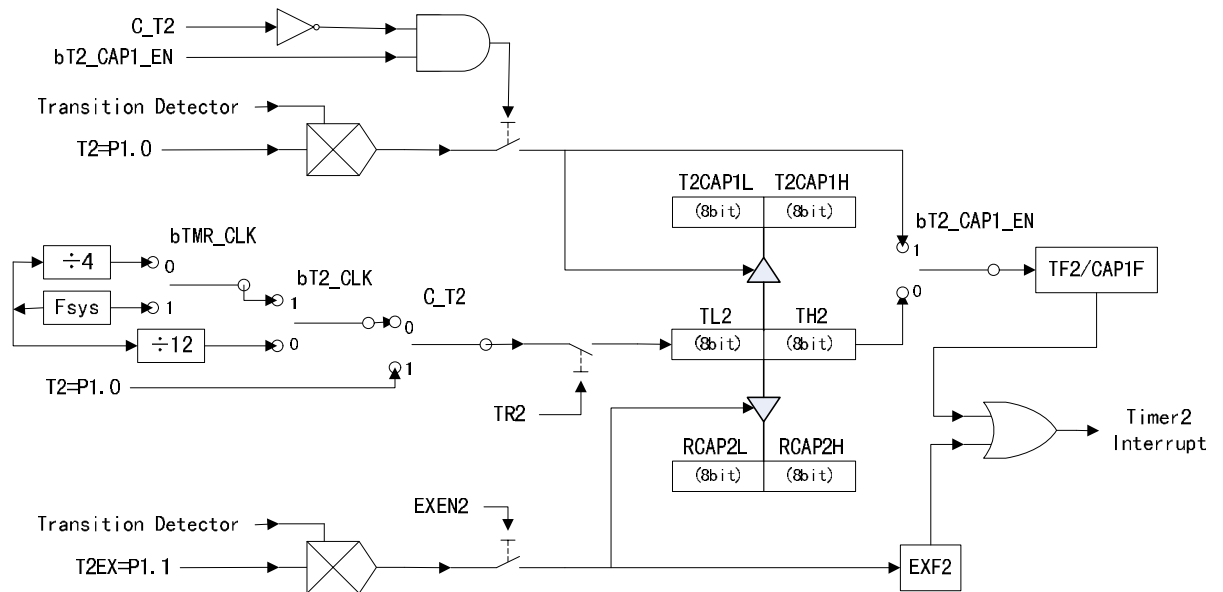 C_T2
bT2_CAP1_EN
Transition Detector
T2=P1.0
T2CAP1L T2CAP1H
(8bit) (8bit)
bT2_CAP1_EN
1
0
TF2/CAP1F
bTMR_CLK
÷4
0
Fsys
1
÷12
bT2_CLK
1
0
C_T2
0
1
T2=P1.0
TR2
TL2 TH2
(8bit) (8bit)
RCAP2L RCAP2H
(8bit) (8bit)
Timer2
Interrupt
EXEN2
Transition Detector
T2EX=P1.1
EXF2